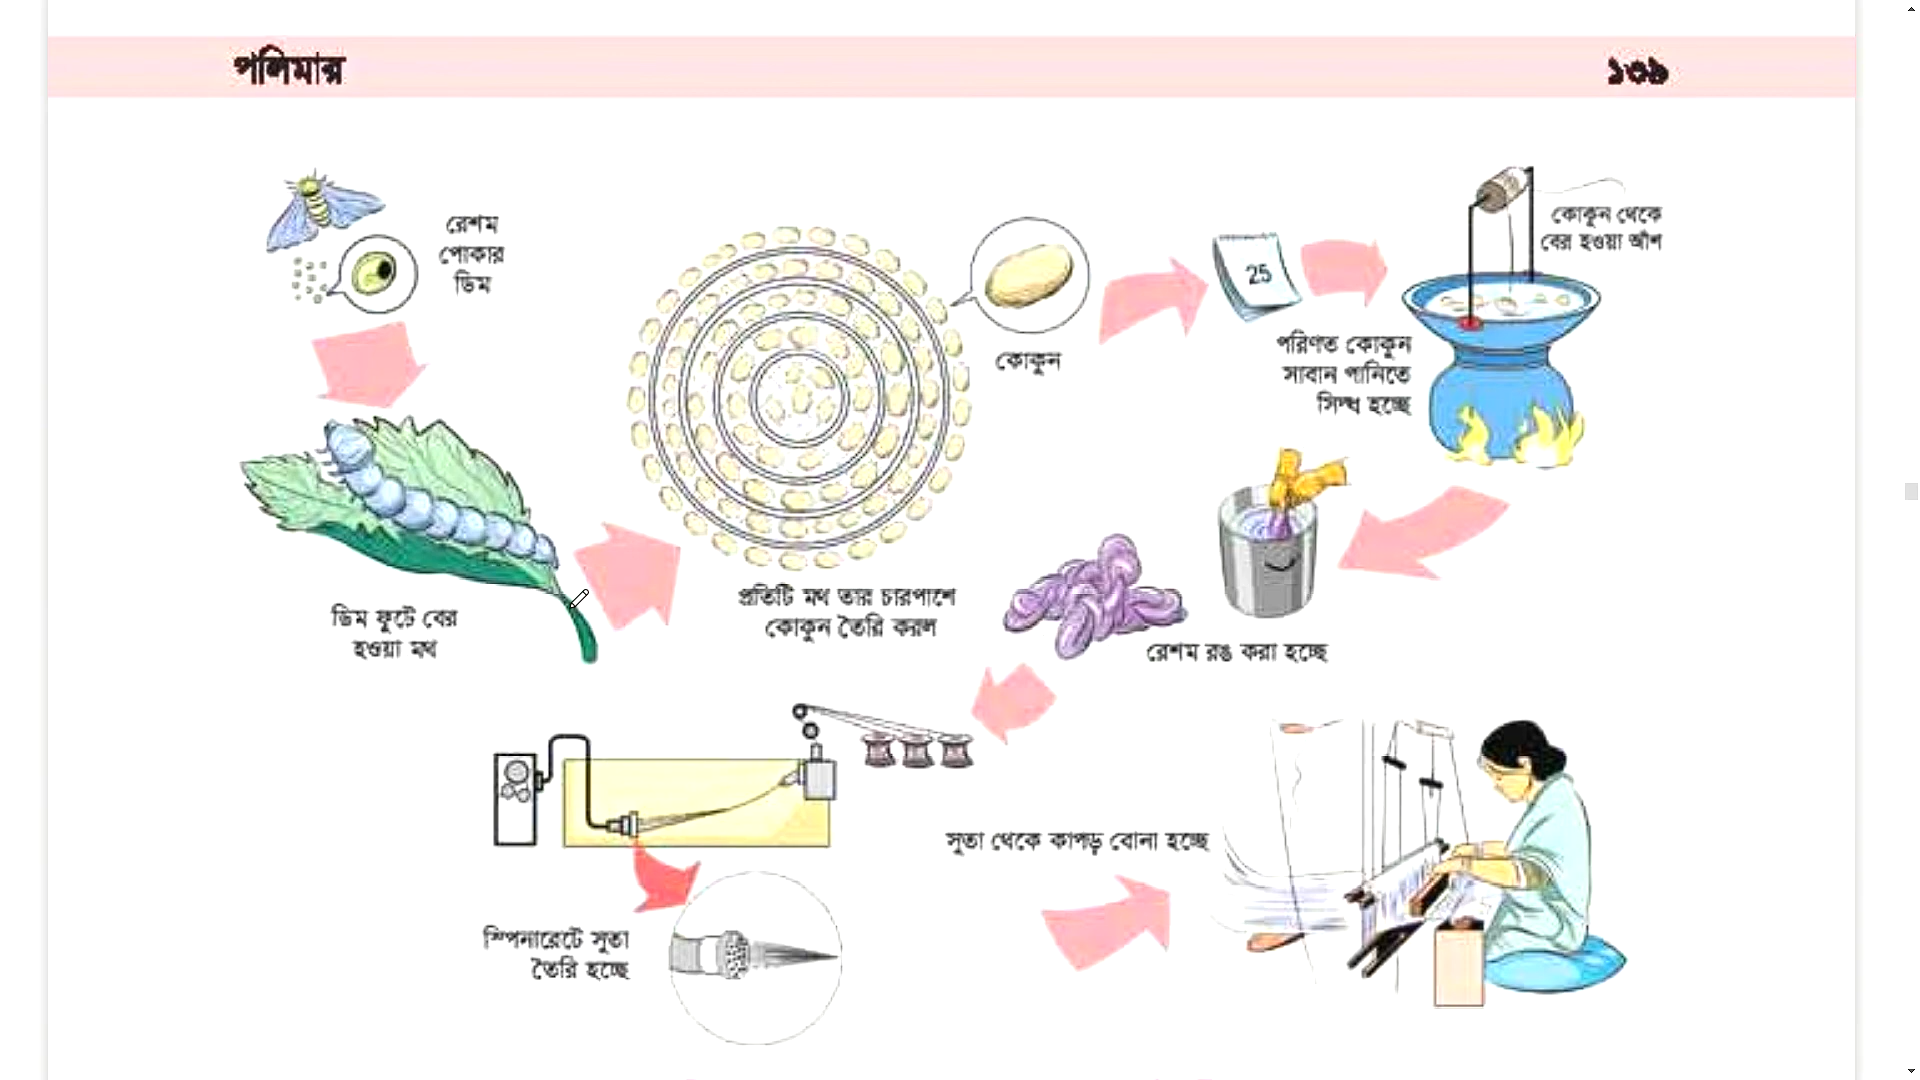 পলিমার
১৩৯
রেশম
পোকার
ডিম
কোকুন
25
কোকুন থেকে
বের হওয়া আঁশ
পরিণত কোকুন
সাবান পানিতে
সিদ্ধ হচ্ছে
ডিম ফুটে বের
হওয়া মথ
প্রতিটি মথ তার চারপাশে
কোকুন তৈরি করল
রেশম রঙ করা হচ্ছে
সুতা থেকে কাপড় বোনা হচ্ছে
স্পিনারেটে সুতা
তৈরি হচ্ছে